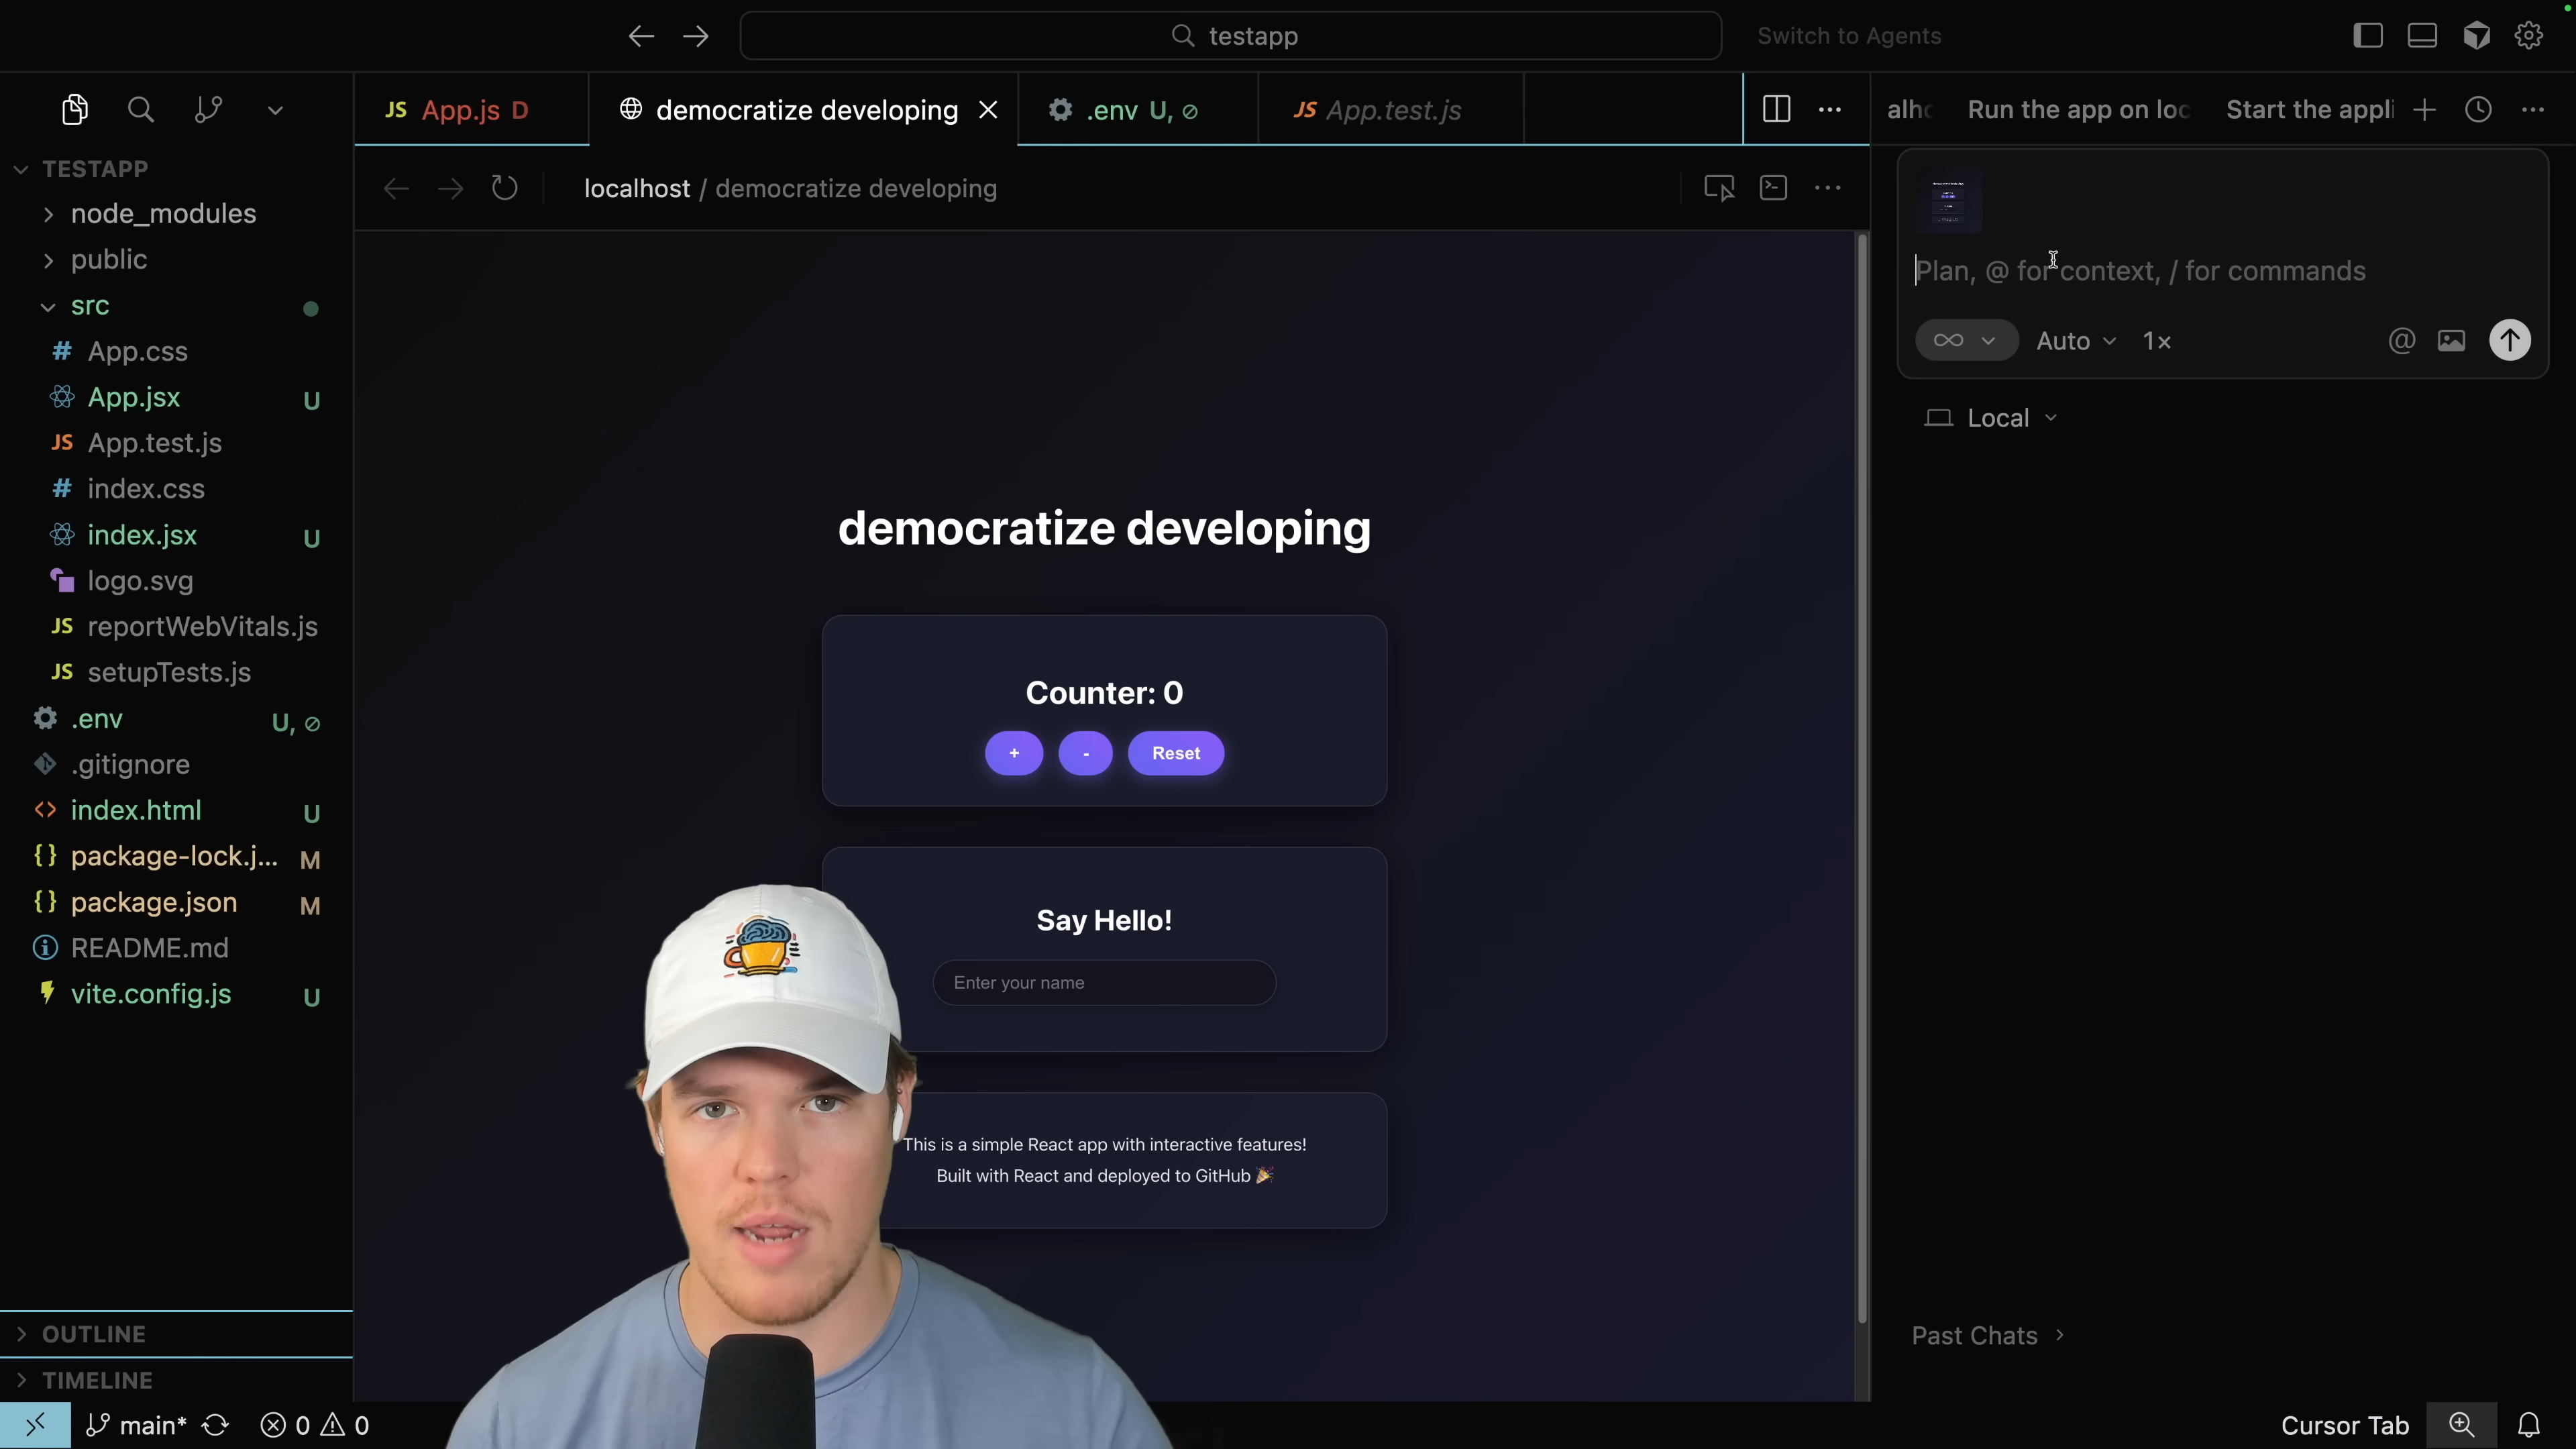 testapp
Switch to Agents
App.js D
democratize developing
.env U,
App.test.js
Run the app on loc
Start the appli
TESTAPP
node_modules
public
src
App.css
App.jsx U
App.test.js
index.css
index.jsx U
logo.svg
reportWebVitals.js
setupTests.js
.env U,
.gitignore
index.html U
package-lock.j... M
package.json M
README.md
vite.config.js U
OUTLINE
TIMELINE
localhost / democratize developing
democratize developing
Counter: 0
+ - Reset
Say Hello!
Enter your name
This is a simple React app with interactive features!
Built with React and deployed to GitHub 🎉
Plan, @ for context, / for commands
Auto 1×
Local
Past Chats
main* 0 0
Cursor Tab